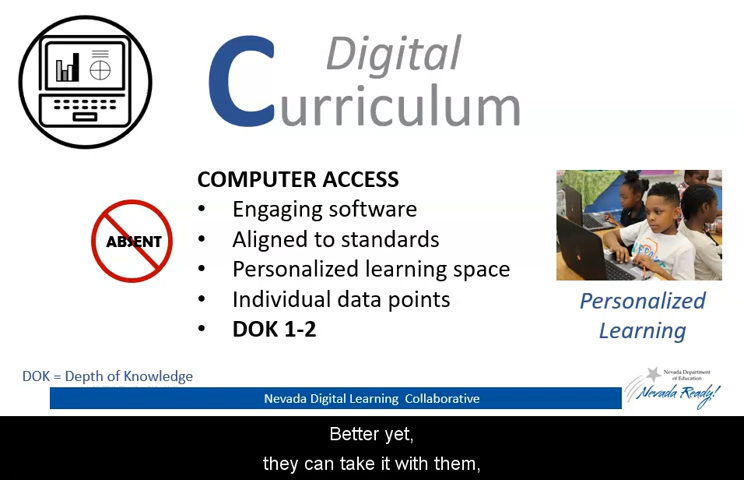 Digital
Curriculum
COMPUTER ACCESS
• Engaging software
• Aligned to standards
• Personalized learning space
• Individual data points
• DOK 1-2
ABSENT
Personalized
Learning
DOK = Depth of Knowledge
Nevada Digital Learning Collaborative
Nevada Department
of Education
Nevada Ready!
Better yet,
they can take it with them,